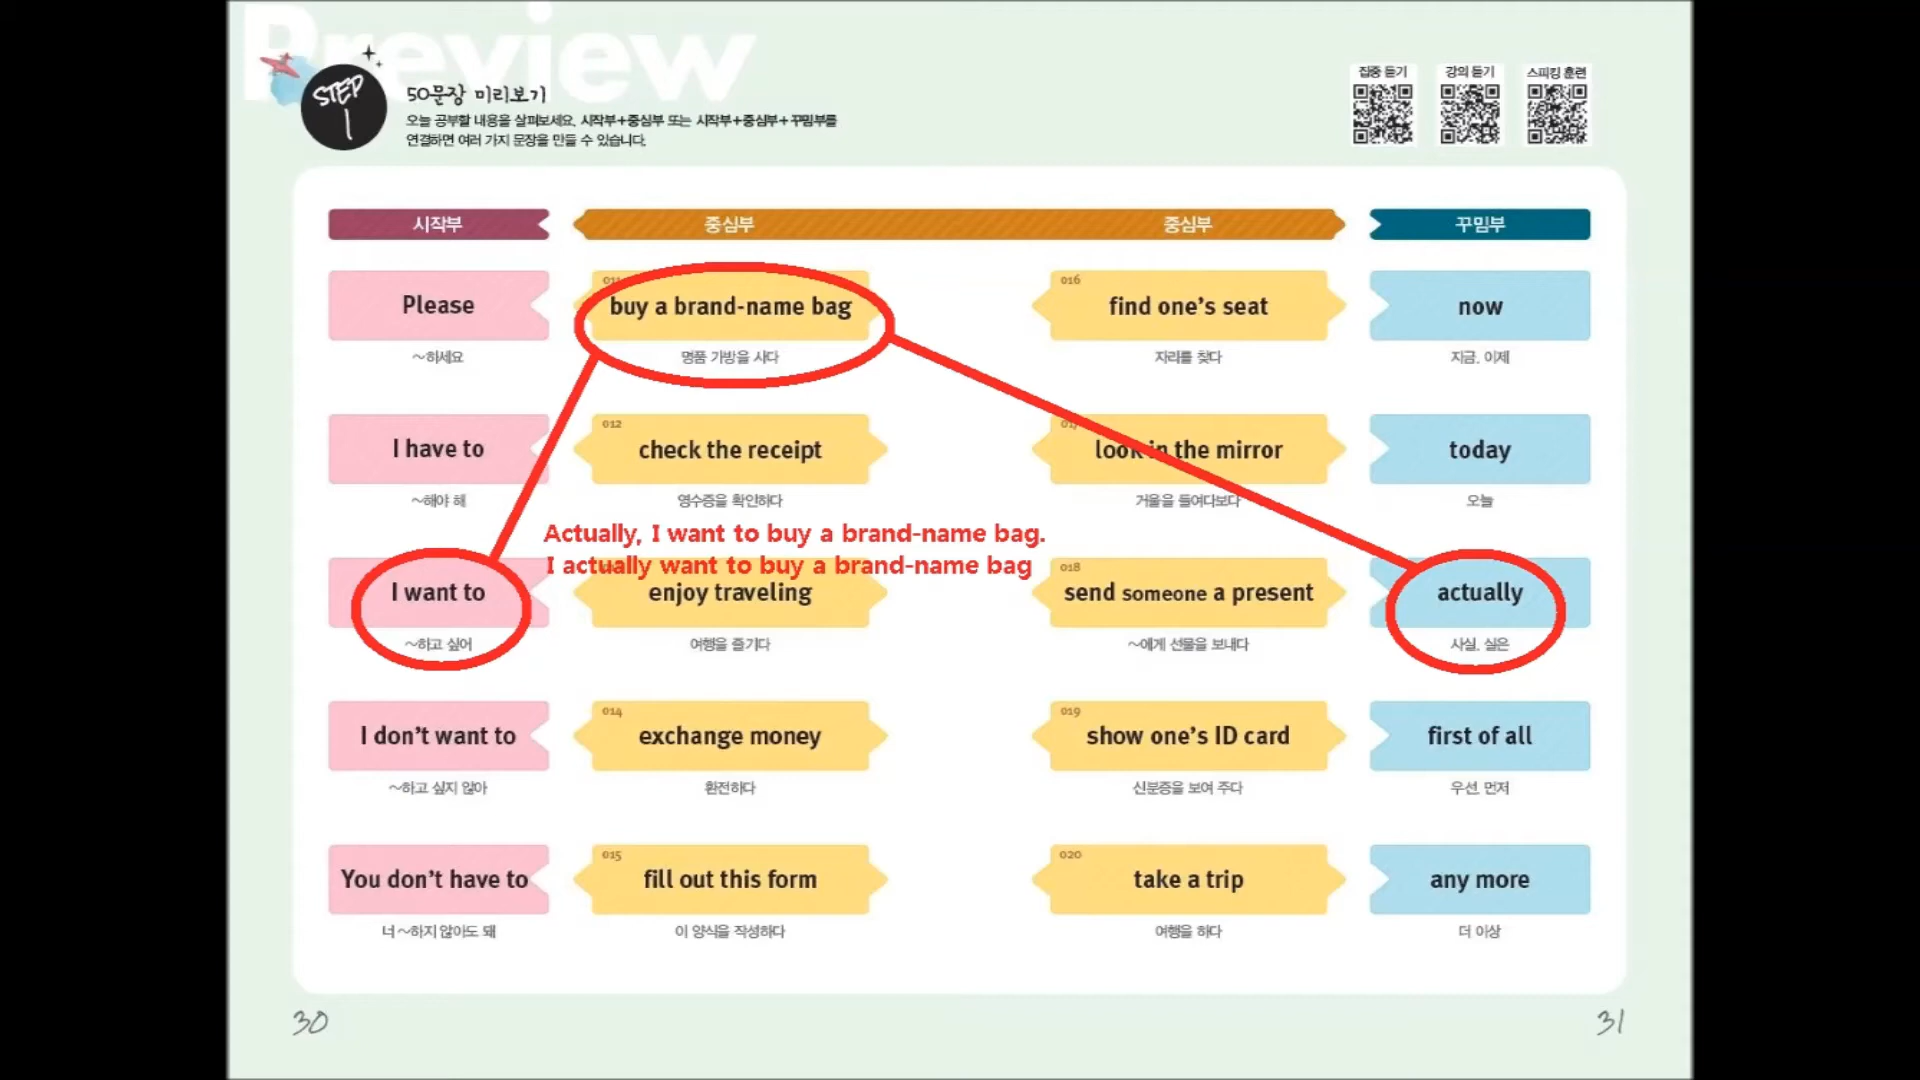 Preview
STEP
1
50문장 미리보기
오늘 공부할 내용을 살펴보세요. 시작부+중심부 또는 시작부+중심부+꾸밈부를
연결하면 여러 가지 문장을 만들 수 있습니다.
집중 듣기
강의 듣기
스피킹 훈련
시작부
중심부
중심부
꾸밈부
Please
~하세요
011
buy a brand-name bag
명품 가방을 사다
016
find one's seat
자리를 찾다
now
지금, 이제
I have to
~해야 해
012
check the receipt
영수증을 확인하다
017
look in the mirror
거울을 들여다보다
today
오늘
Actually, I want to buy a brand-name bag.
I actually want to buy a brand-name bag
I want to
~하고 싶어
enjoy traveling
여행을 즐기다
018
send someone a present
~에게 선물을 보내다
actually
사실, 실은
I don't want to
~하고 싶지 않아
014
exchange money
환전하다
019
show one's ID card
신분증을 보여 주다
first of all
우선, 먼저
You don't have to
너 ~하지 않아도 돼
015
fill out this form
이 양식을 작성하다
020
take a trip
여행을 하다
any more
더 이상
30
31